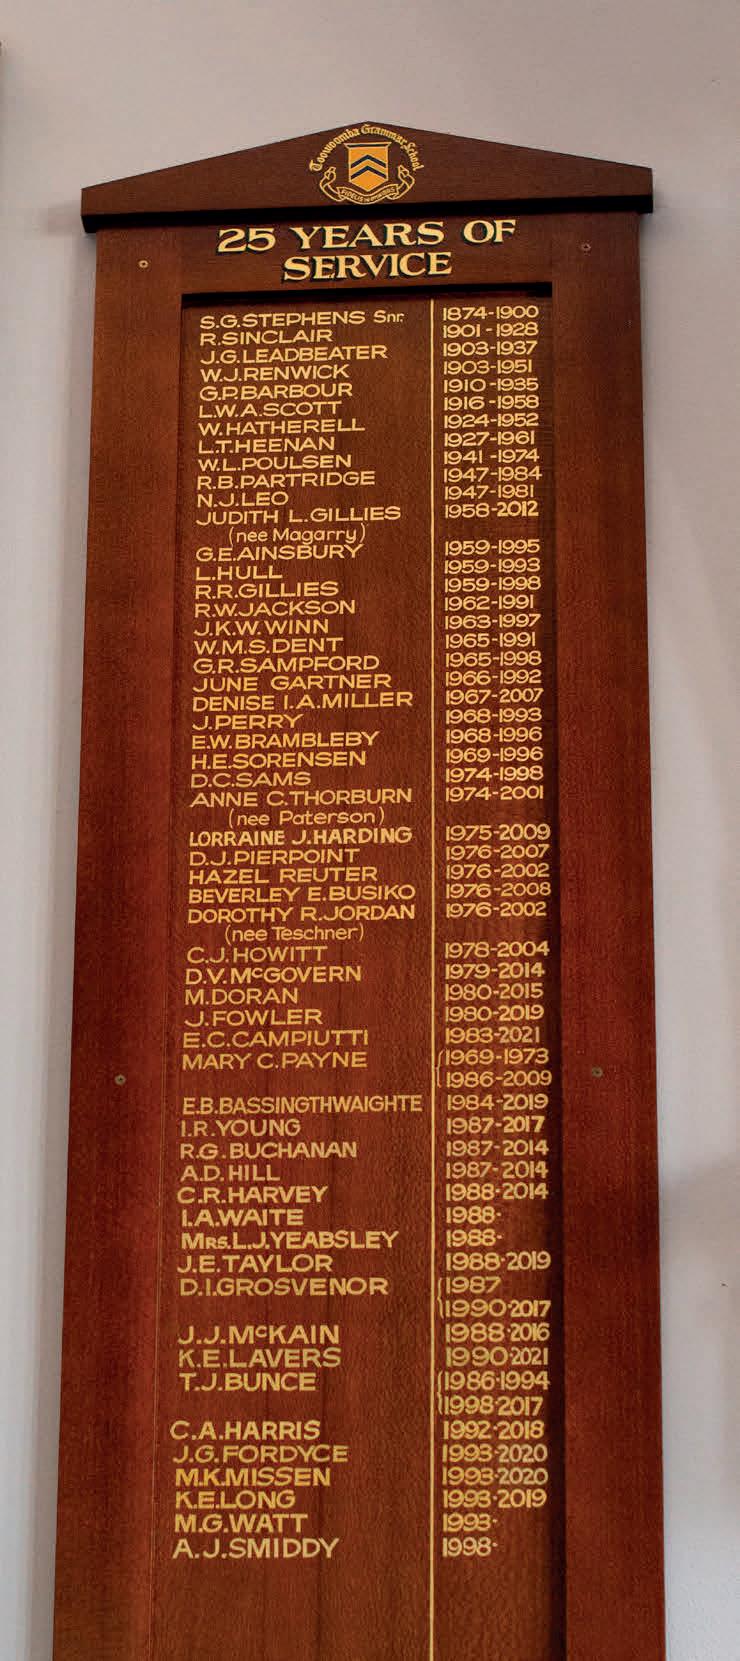 Toowoomba Grammar School
FIDELIS IN OMNIBUS
25 YEARS OF
SERVICE
S.G.STEPHENS Snr. 1874-1900
R.SINCLAIR 1901-1928
J.G.LEADBEATER 1903-1937
W.J.RENWICK 1903-1951
G.P.BARBOUR 1910-1935
L.W.A.SCOTT 1916-1958
W.HATHERELL 1924-1952
L.T.HEENAN 1927-1961
W.L.POULSEN 1941-1974
R.B.PARTRIDGE 1947-1984
N.J.LEO 1947-1981
JUDITH L.GILLIES 1958-2012
(nee Magarry)
G.E.AINSBURY 1959-1995
L.HULL 1959-1993
R.R.GILLIES 1959-1998
R.W.JACKSON 1962-1991
J.K.W.WINN 1963-1997
W.M.S.DENT 1965-1991
G.R.SAMPFORD 1965-1998
JUNE GARTNER 1966-1992
DENISE I.A.MILLER 1967-2007
J.PERRY 1968-1993
E.W.BRAMBLEBY 1968-1996
H.E.SORENSEN 1969-1996
D.C.SAMS 1974-1998
ANNE C.THORBURN 1974-2001
(nee Paterson)
LORRAINE J.HARDING 1975-2009
D.J.PIERPOINT 1976-2007
HAZEL REUTER 1976-2002
BEVERLEY E.BUSIKO 1976-2008
DOROTHY R.JORDAN 1976-2002
(nee Teschner)
C.J.HOWITT 1978-2004
D.V.McGOVERN 1979-2014
M.DORAN 1980-2015
J.FOWLER 1980-2019
E.C.CAMPIUTTI 1983-2021
MARY C.PAYNE 1969-1973
1986-2009
E.B.BASSINGTHWAIGHTE 1984-2019
I.R.YOUNG 1987-2017
R.G.BUCHANAN 1987-2014
A.D.HILL 1987-2014
C.R.HARVEY 1988-2014
I.A.WAITE 1988-
Mrs.L.J.YEABSLEY 1988-
J.E.TAYLOR 1988-2019
D.I.GROSVENOR 1987
1990-2017
J.J.McKAIN 1988-2016
K.E.LAVERS 1990-2021
T.J.BUNCE 1986-1994
1998-2017
C.A.HARRIS 1992-2018
J.G.FORDYCE 1993-2020
M.K.MISSEN 1993-2020
K.E.LONG 1993-2019
M.G.WATT 1993-
A.J.SMIDDY 1998-